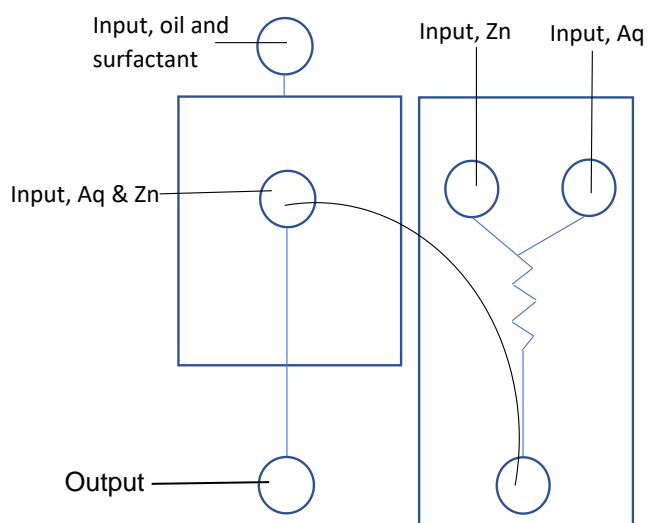 Input, oil and
surfactant
Input, Zn
Input, Aq
Input, Aq & Zn
Output